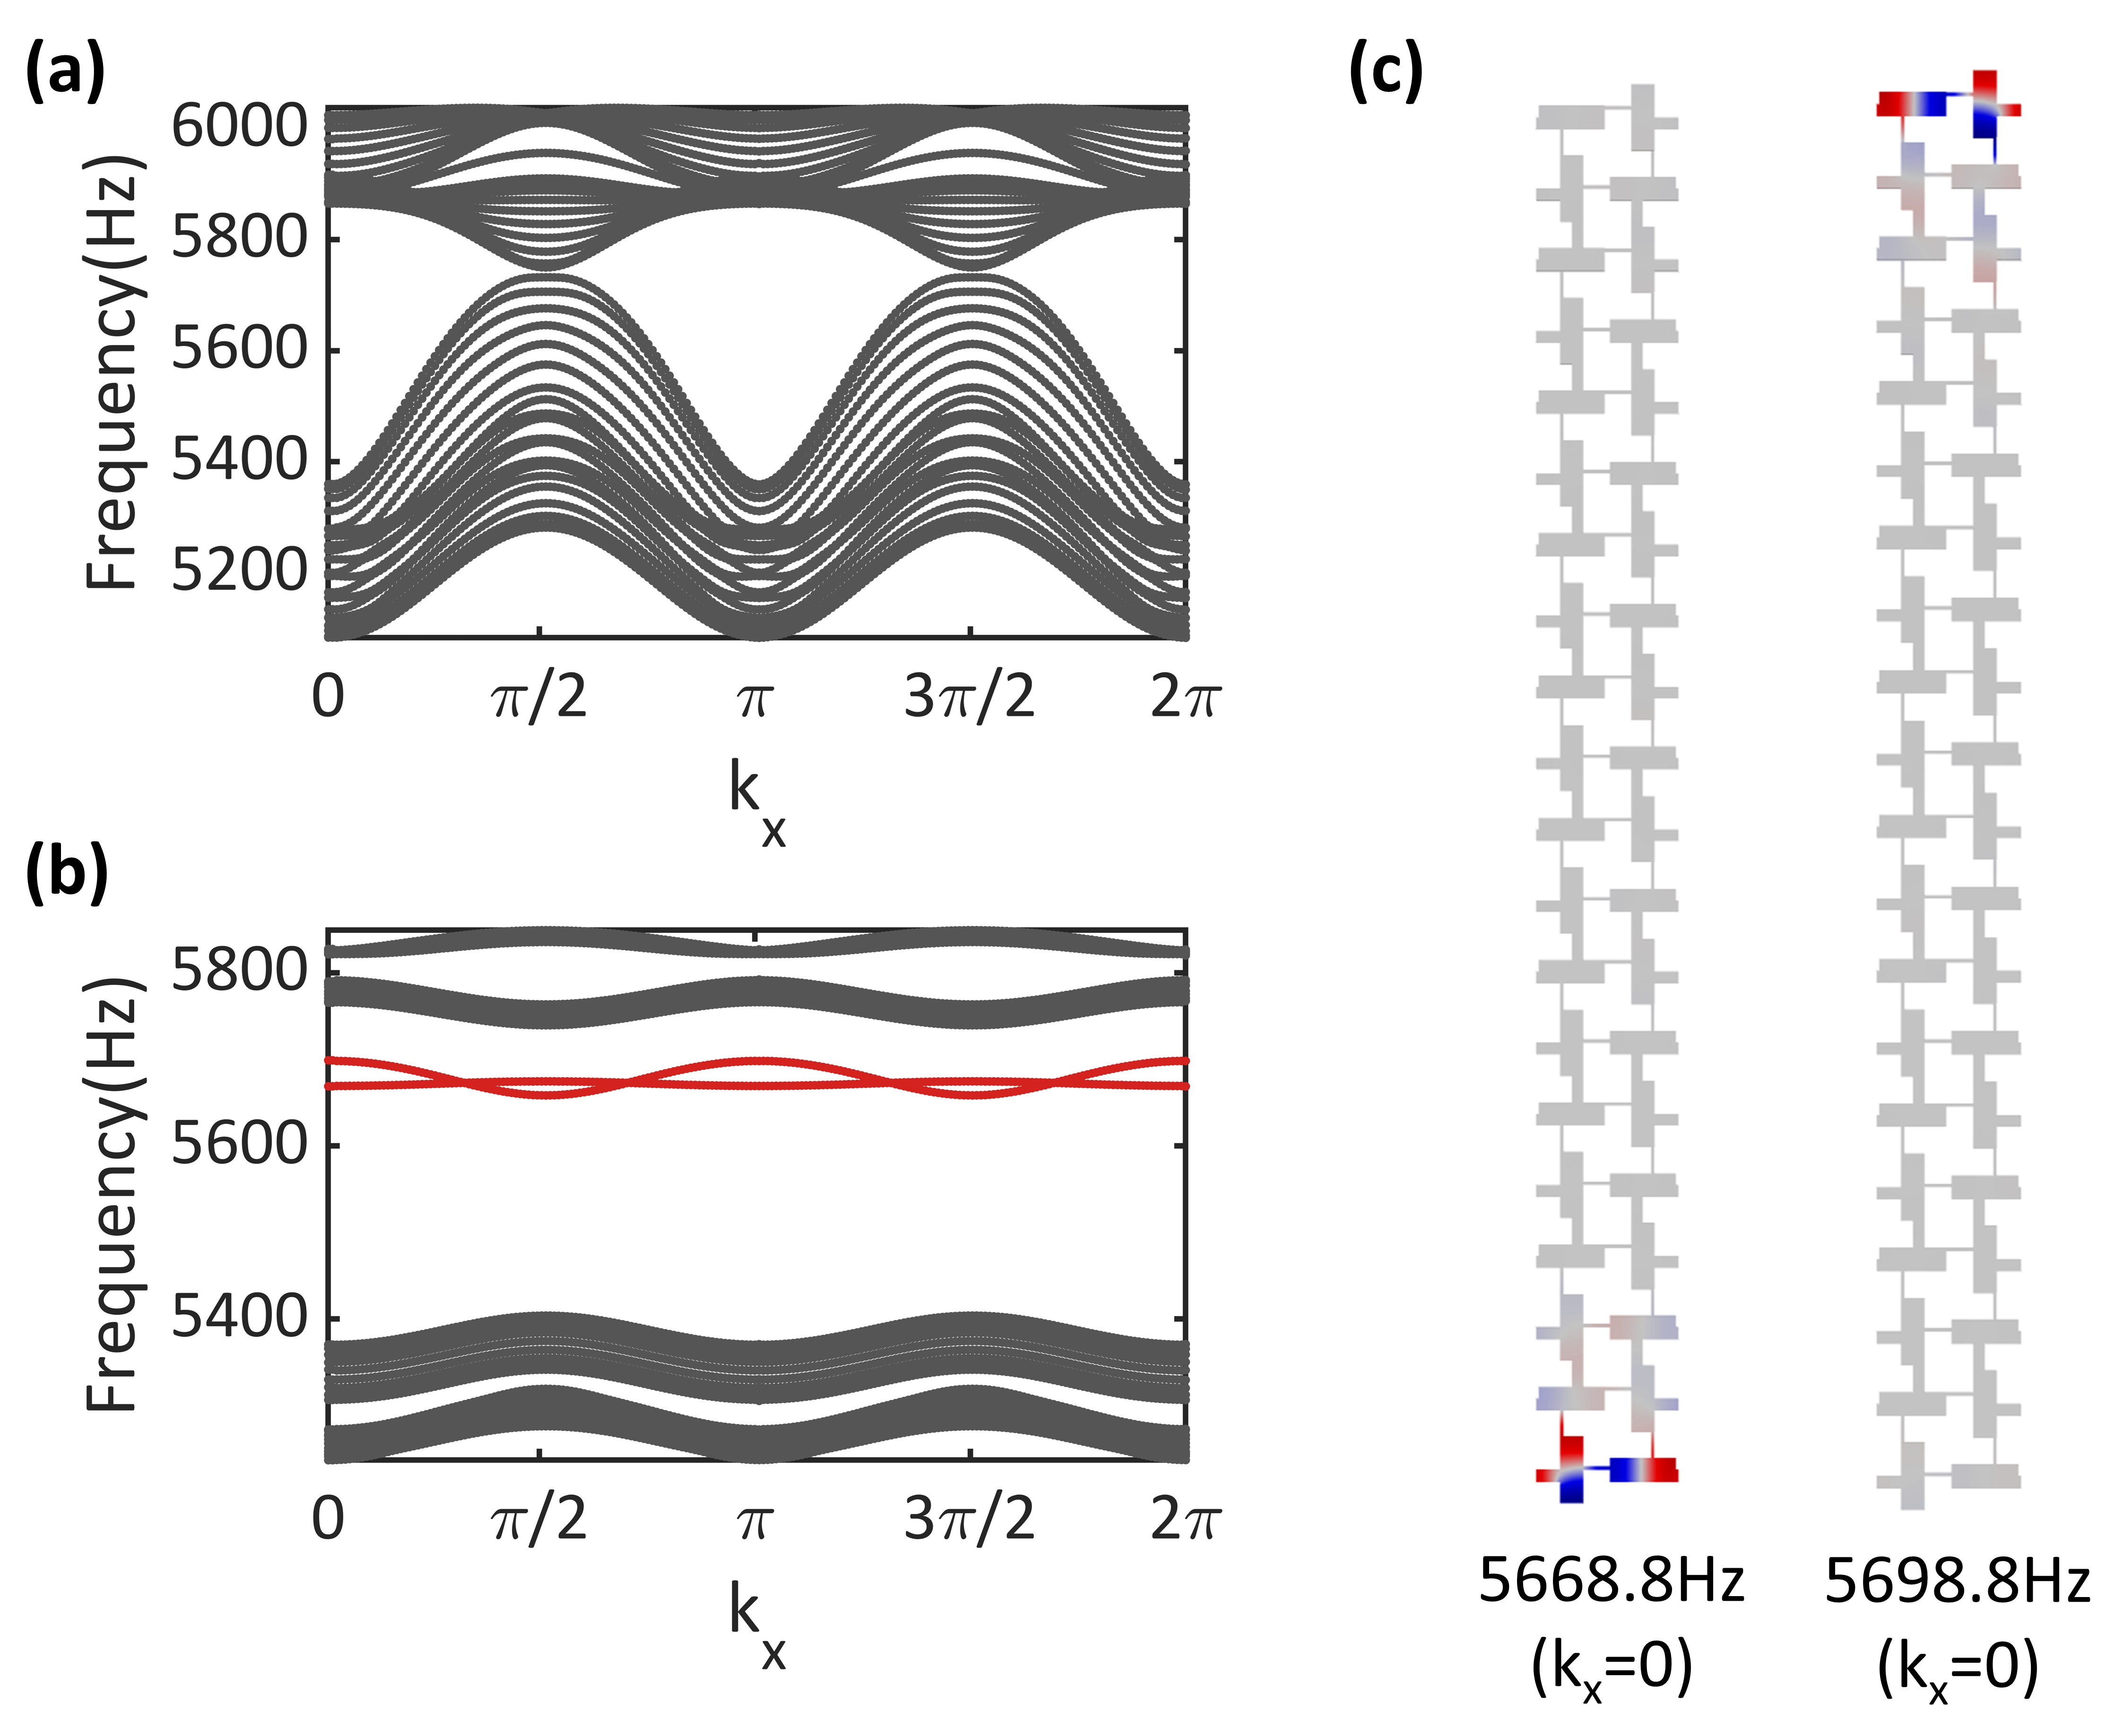 (a)
6000
5800
5600
5400
5200
Frequency(Hz)
0 π/2 π 3π/2 2π
kx
(b)
5800
5600
5400
Frequency(Hz)
0 π/2 π 3π/2 2π
kx
(c)
5668.8Hz 5698.8Hz
(kx=0) (kx=0)